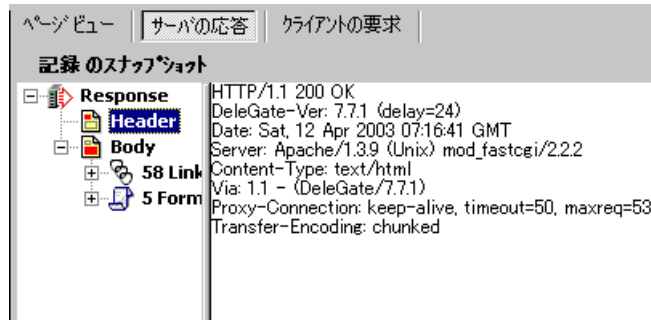 ページビュー サーバの応答 クライアントの要求
記録 のスナップショット
Response
Header
Body
58 Link
5 Form
HTTP/1.1 200 OK
DeleGate-Ver: 7.7.1 (delay=24)
Date: Sat, 12 Apr 2003 07:16:41 GMT
Server: Apache/1.3.9 (Unix) mod_fastcgi/2.2.2
Content-Type: text/html
Via: 1.1 - (DeleGate/7.7.1)
Proxy-Connection: keep-alive, timeout=50, maxreq=53
Transfer-Encoding: chunked